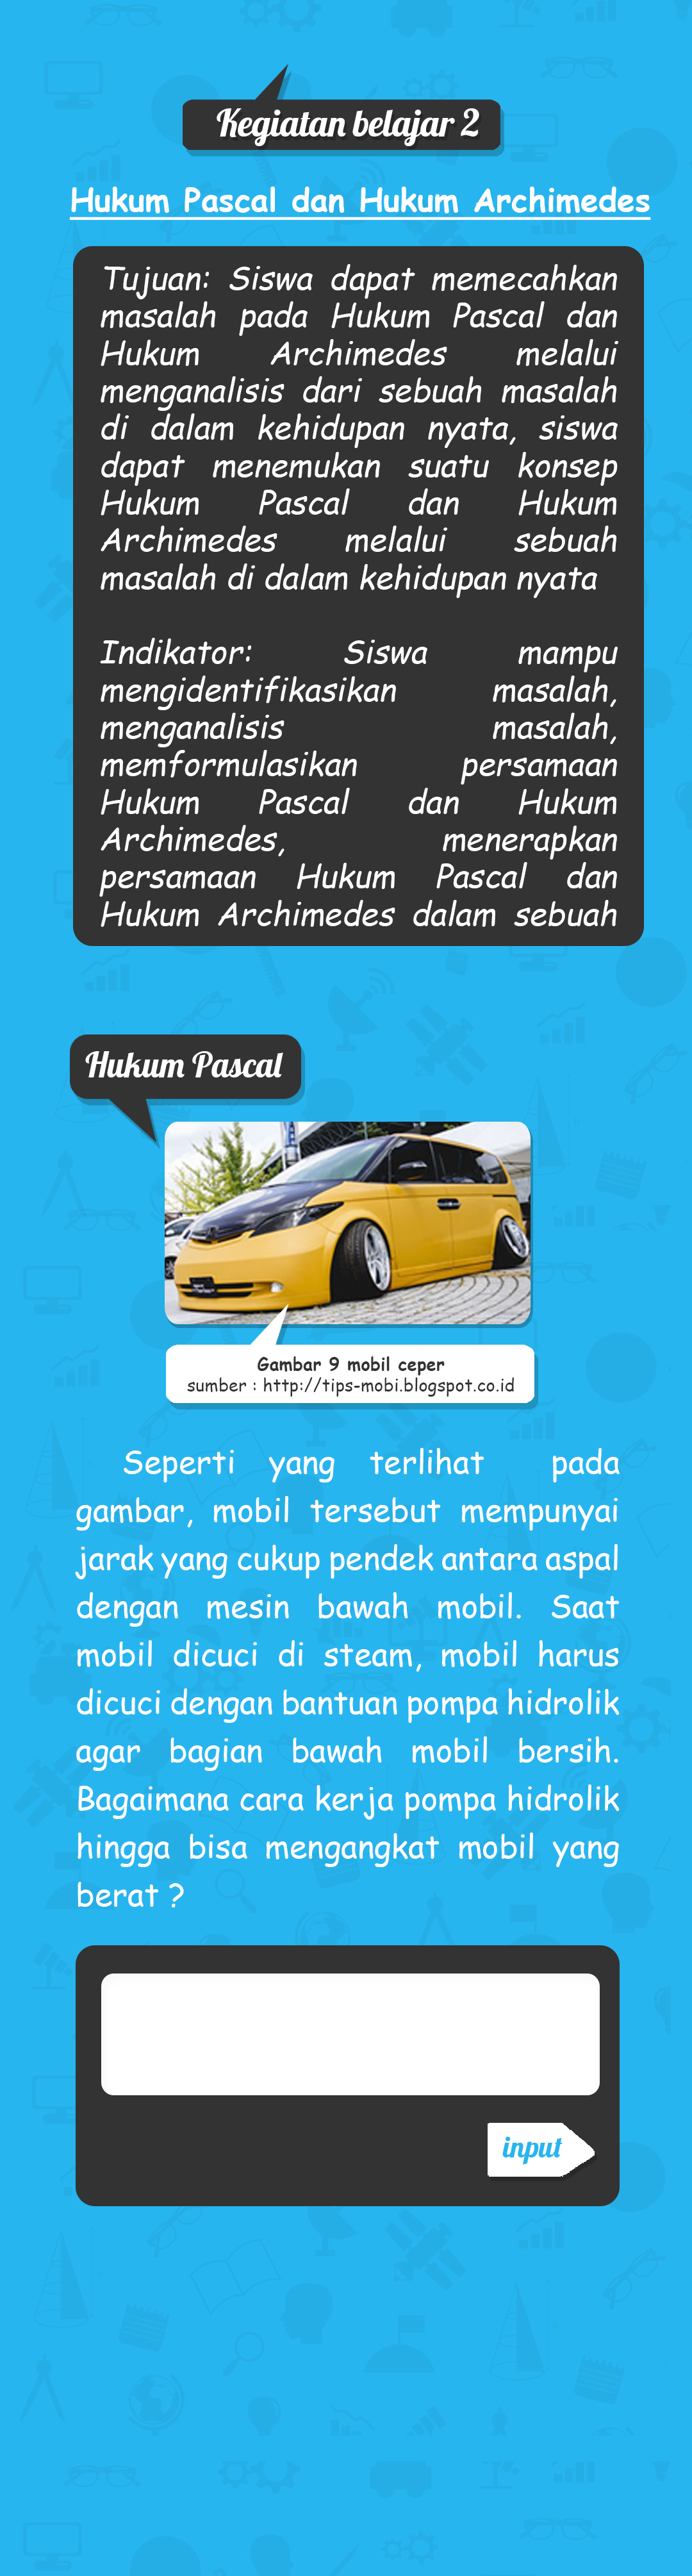 Kegiatan belajar 2
Hukum Pascal dan Hukum Archimedes
Tujuan: Siswa dapat memecahkan
masalah pada Hukum Pascal dan
Hukum Archimedes melalui
menganalisis dari sebuah masalah
di dalam kehidupan nyata, siswa
dapat menemukan suatu konsep
Hukum Pascal dan Hukum
Archimedes melalui sebuah
masalah di dalam kehidupan nyata
Indikator: Siswa mampu
mengidentifikasikan masalah,
menganalisis masalah,
memformulasikan persamaan
Hukum Pascal dan Hukum
Archimedes, menerapkan
persamaan Hukum Pascal dan
Hukum Archimedes dalam sebuah
Hukum Pascal
Gambar 9 mobil ceper
sumber : http://tips-mobi.blogspot.co.id
Seperti yang terlihat pada
gambar, mobil tersebut mempunyai
jarak yang cukup pendek antara aspal
dengan mesin bawah mobil. Saat
mobil dicuci di steam, mobil harus
dicuci dengan bantuan pompa hidrolik
agar bagian bawah mobil bersih.
Bagaimana cara kerja pompa hidrolik
hingga bisa mengangkat mobil yang
berat ?
input